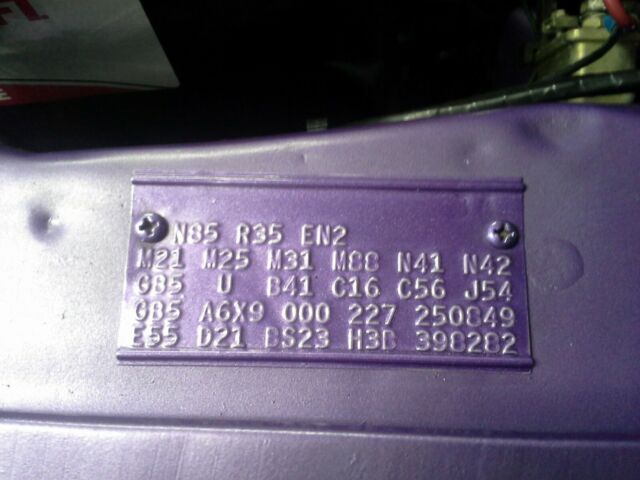 N85 R35 EN2
M21 M25 M31 M88 N41 N42
GB5 U B41 C16 C56 J54
GB5 A6X9 000 227 250849
E55 D21 BS23 H3B 398282